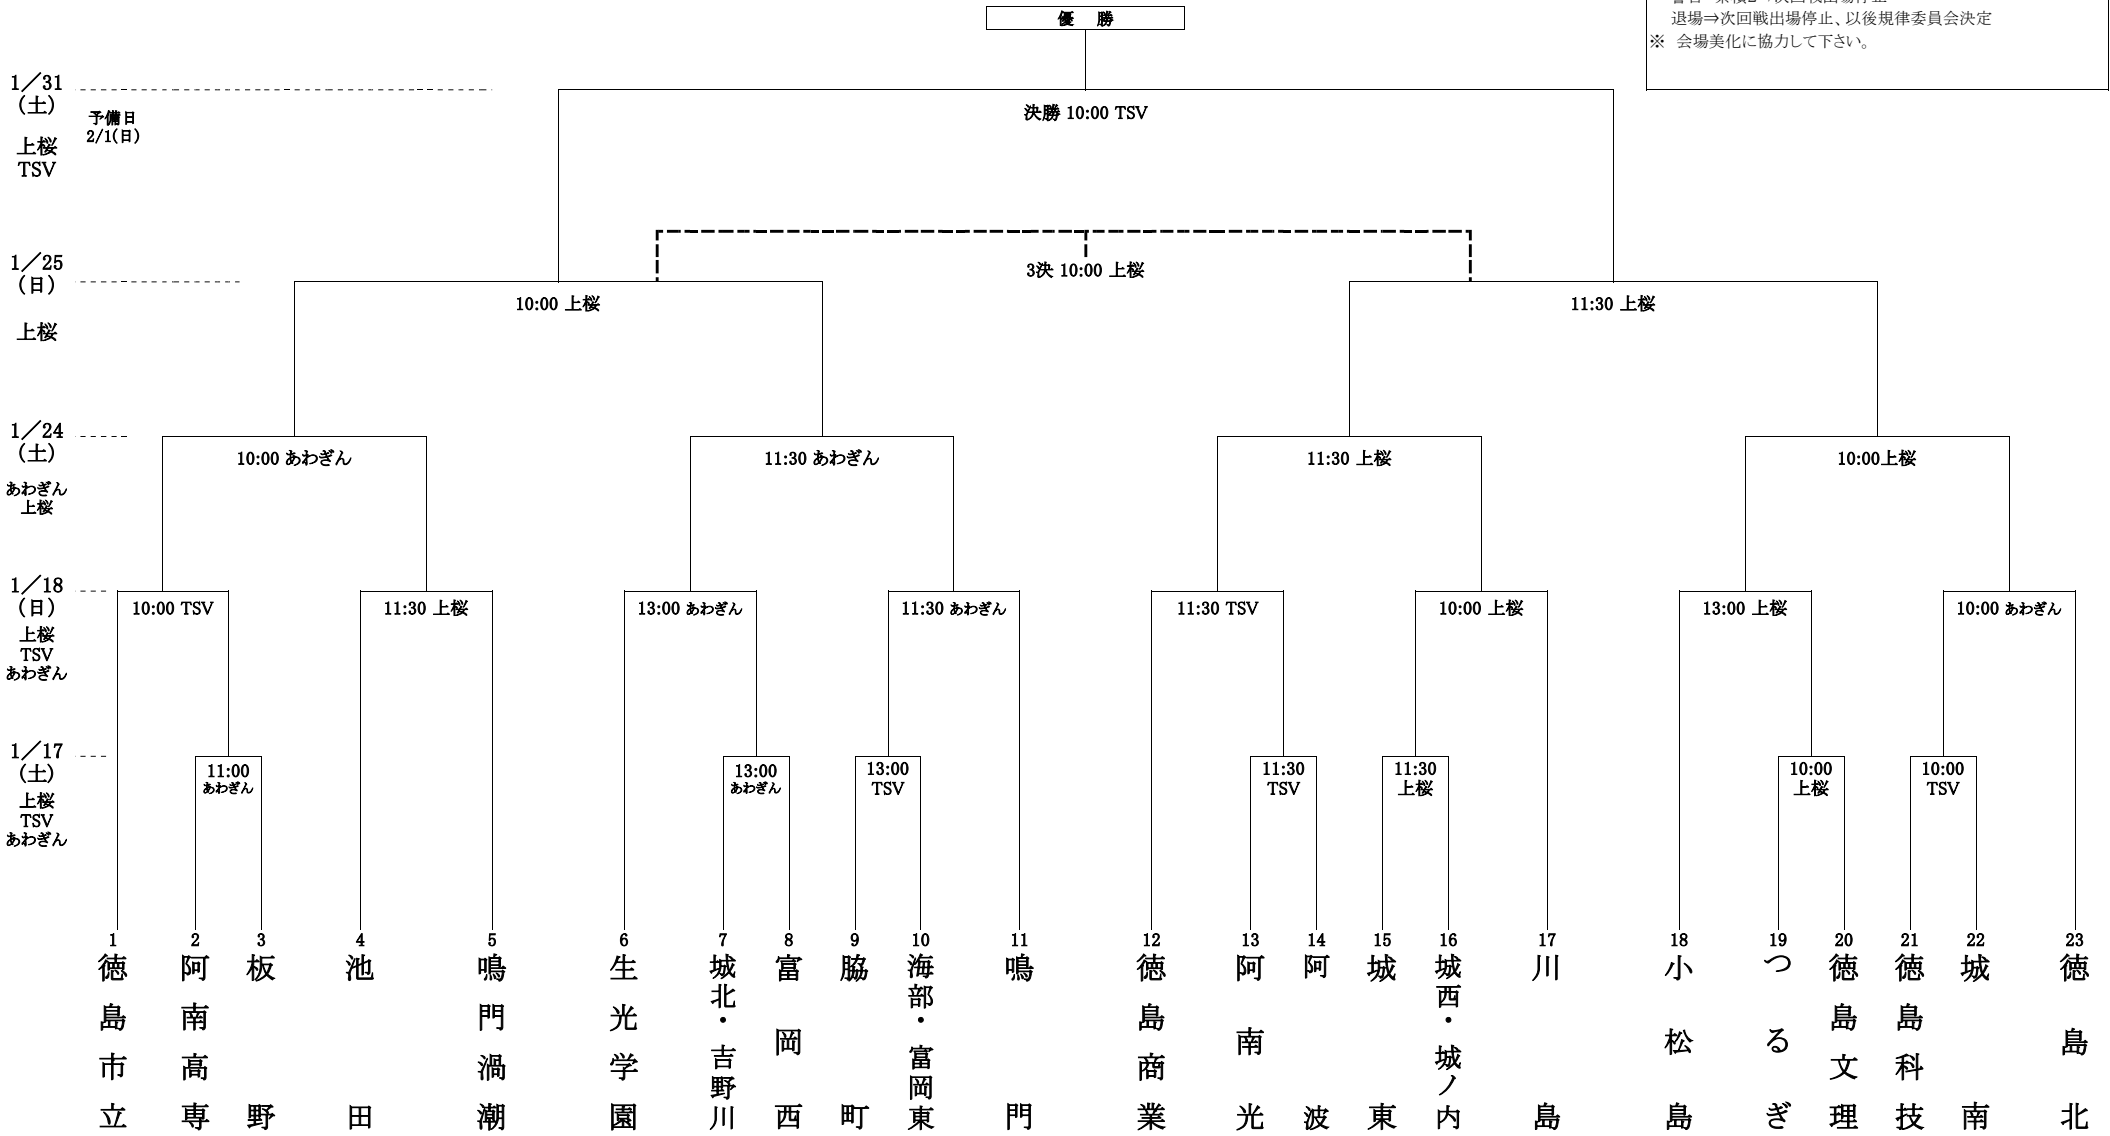 優　勝
退場⇒次回戦出場停止、以後規律委員会決定
※ 会場美化に協力して下さい。
1／31
（土）
上桜
TSV
予備日
2/1(日)
決勝 10:00 TSV
1／25
（日）
上桜
3決 10:00 上桜
10:00 上桜
11:30 上桜
1／24
（土）
あわぎん
上桜
10:00 あわぎん
11:30 あわぎん
11:30 上桜
10:00上桜
1／18
（日）
上桜
TSV
あわぎん
10:00 TSV
11:30 上桜
13:00 あわぎん
11:30 あわぎん
11:30 TSV
10:00 上桜
13:00 上桜
10:00 あわぎん
1／17
（土）
上桜
TSV
あわぎん
11:00
あわぎん
13:00
あわぎん
13:00
TSV
11:30
TSV
11:30
上桜
10:00
上桜
10:00
TSV
1
徳島市立
2
阿南高専
3
板野
4
池田
5
鳴門渦潮
6
生光学園
7
城北・吉野川
8
富岡西
9
脇町
10
海部・富岡東
11
鳴門
12
徳島商業
13
阿南光
14
阿波
15
城東
16
城西・城ノ内
17
川島
18
小松島
19
つるぎ
20
徳島文理
21
徳島科技
22
城南
23
徳島北